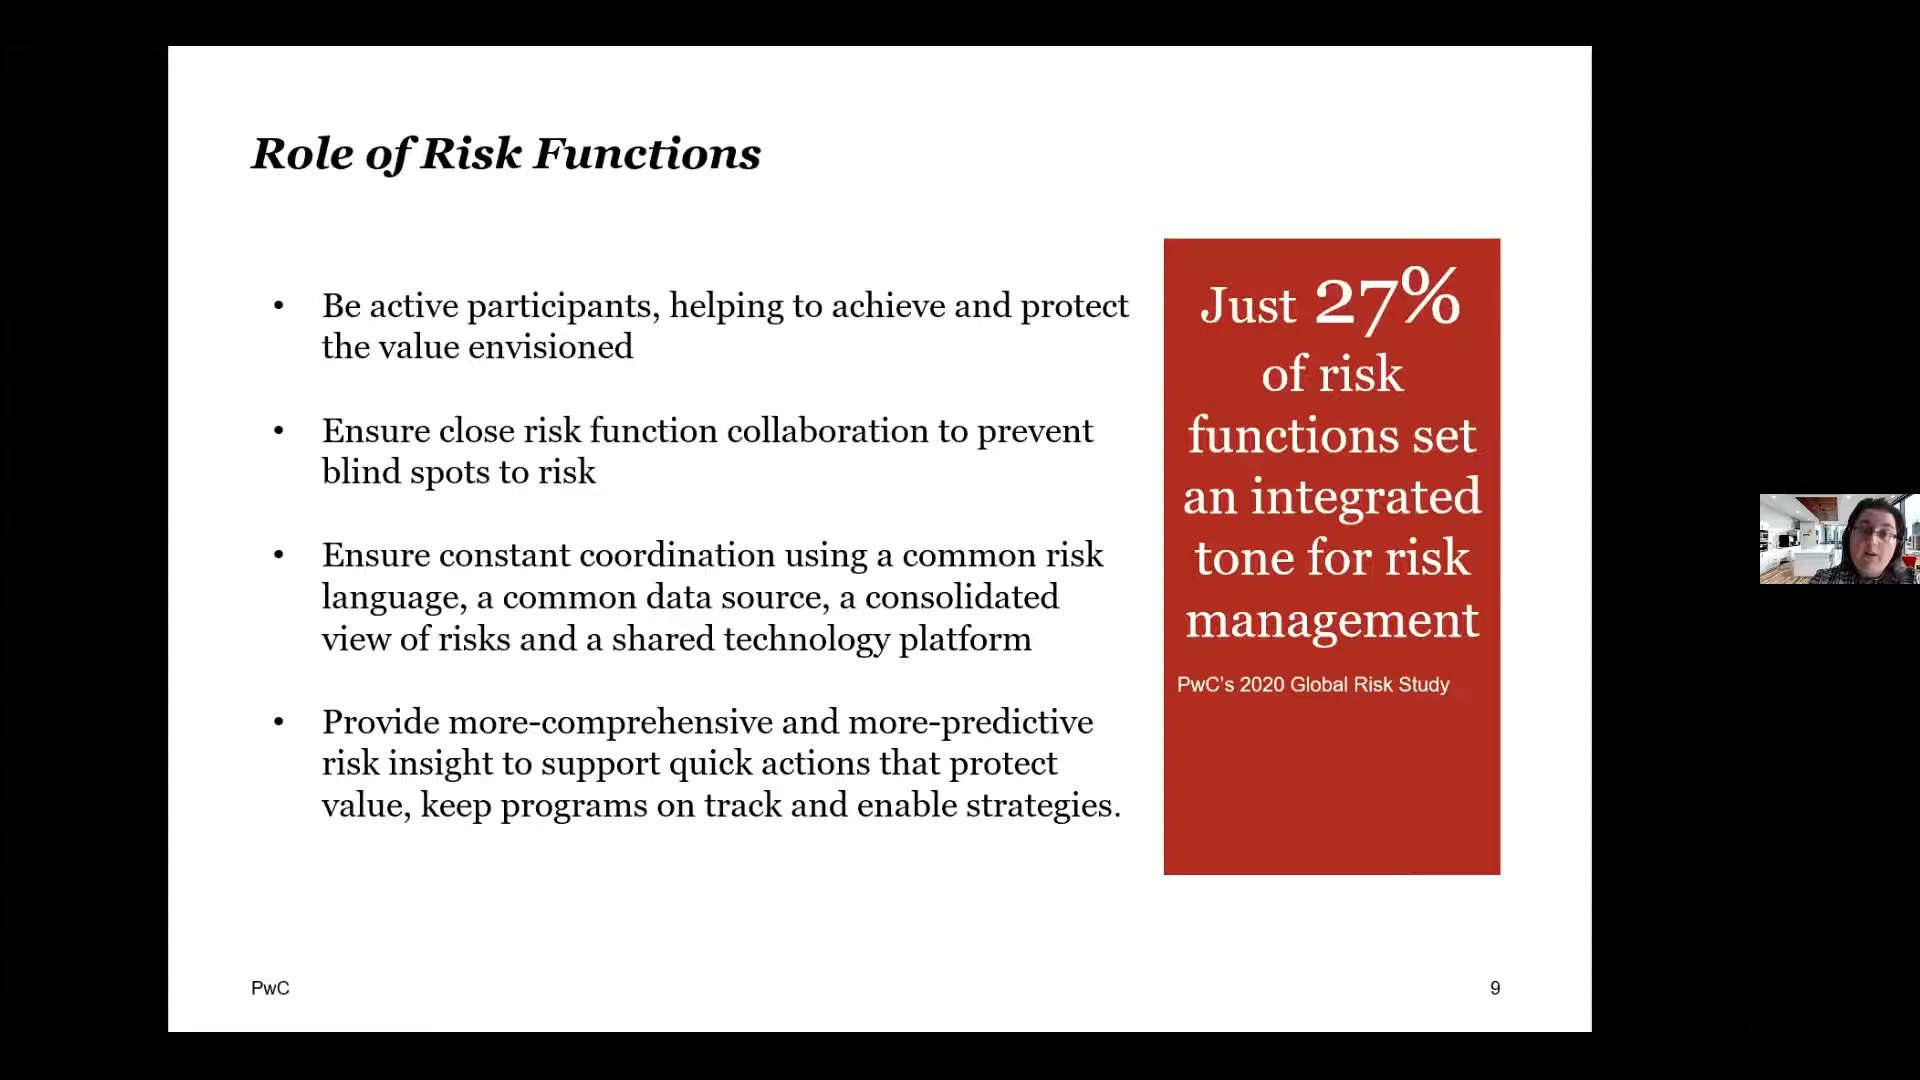 Role of Risk Functions
• Be active participants, helping to achieve and protect
the value envisioned
• Ensure close risk function collaboration to prevent
blind spots to risk
• Ensure constant coordination using a common risk
language, a common data source, a consolidated
view of risks and a shared technology platform
• Provide more-comprehensive and more-predictive
risk insight to support quick actions that protect
value, keep programs on track and enable strategies.
Just 27%
of risk
functions set
an integrated
tone for risk
management
PwC’s 2020 Global Risk Study
PwC
9